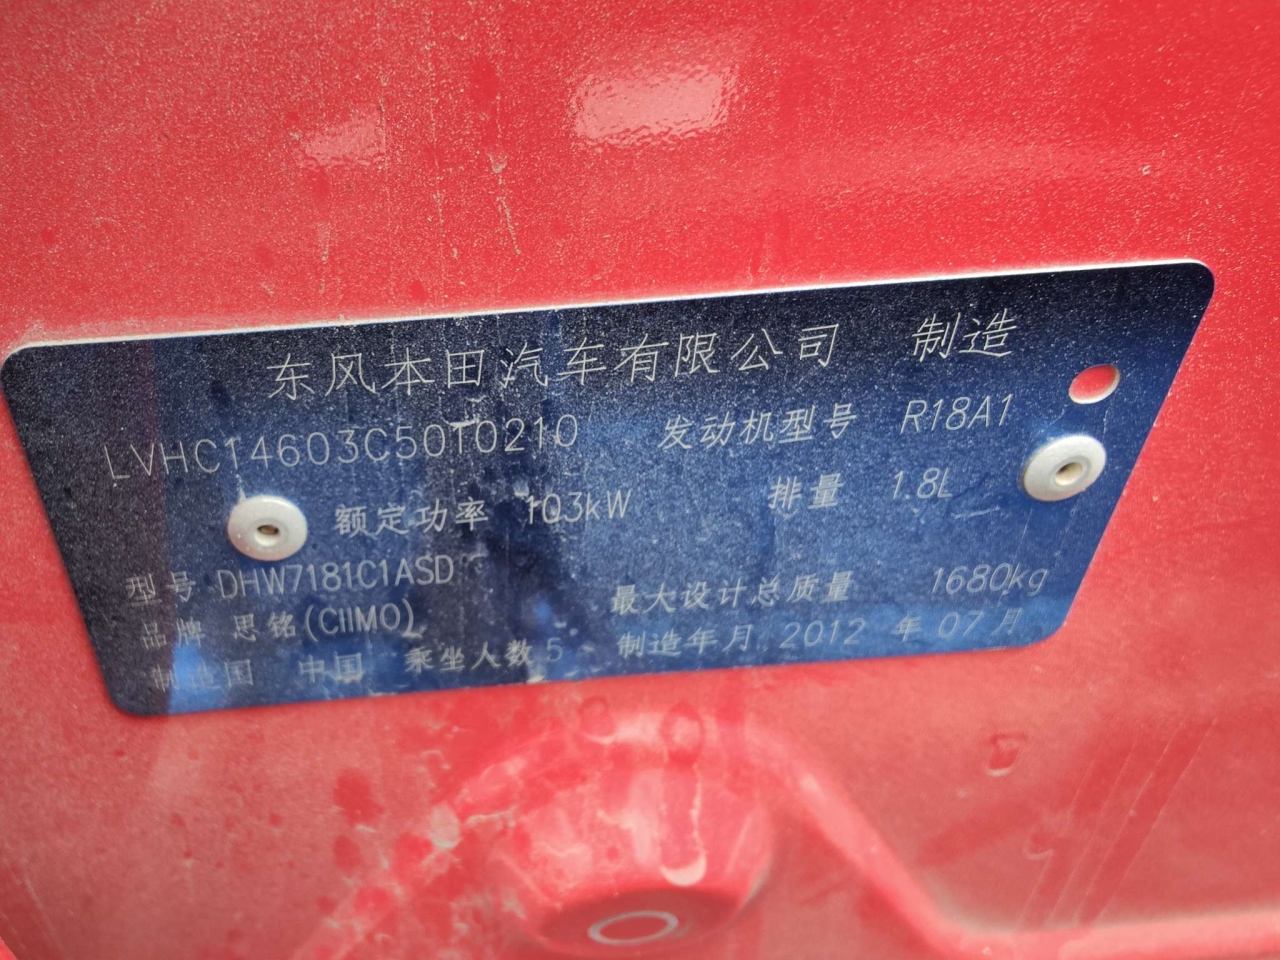 东风本田汽车有限公司 制造
LVHC14603C5010210 发动机型号 R18A1
额定功率 103kW 排量 1.8L
型号 DHW7181C1ASD 最大设计总质量 1680kg
品牌 思铭(CIIMO) 制造年月 2012 年 07 月
制造国 中国 乘坐人数 5